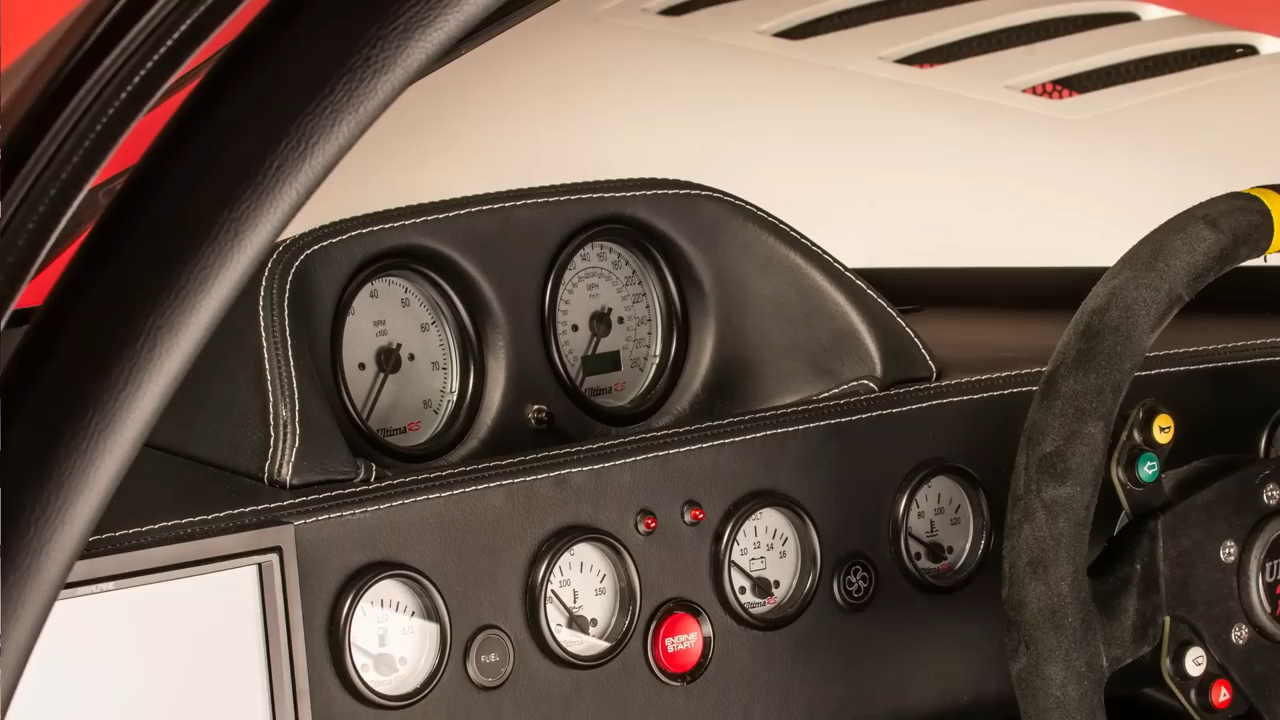 40
50
60
70
80
RPM
x100
Ultima RS
140
160
180
200
220
240
260
MPH
Km/h
Ultima RS
1/2
1/1
FUEL
°C
100
150
Ultima
ENGINE
START
VOLT
10 12 14 16
Ultima RS
°C
80 100 120
Ultima RS